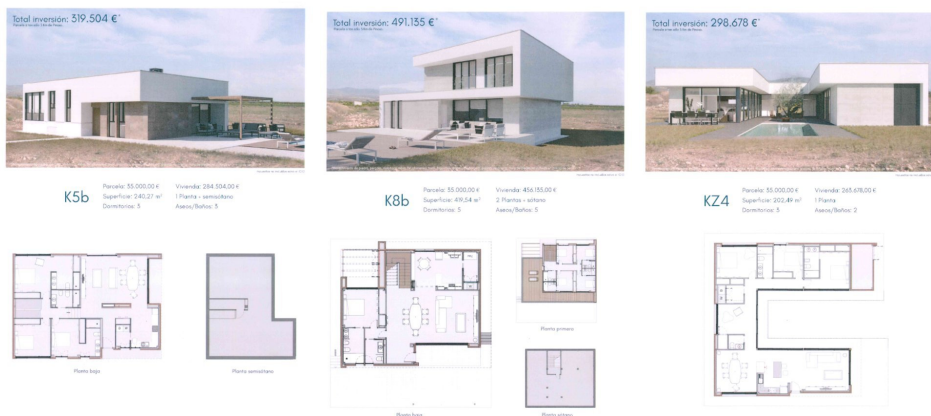 Total inversión: 319.504 €*
K5b
Parcela: 35.000,00 €
Superficie: 240,27 m²
Dormitorios: 3
Vivienda: 284.504,00 €
1 Planta + semisótano
Aseos/Baños: 3
Planta baja
Planta semisótano
Total inversión: 491.135 €*
K8b
Parcela: 35.000,00 €
Superficie: 419,54 m²
Dormitorios: 5
Vivienda: 456.135,00 €
2 Plantas + sótano
Aseos/Baños: 5
Planta baja
Planta primera
Planta sótano
Total inversión: 298.678 €*
KZ4
Parcela: 35.000,00 €
Superficie: 202,49 m²
Dormitorios: 3
Vivienda: 263.678,00 €
1 Planta
Aseos/Baños: 2